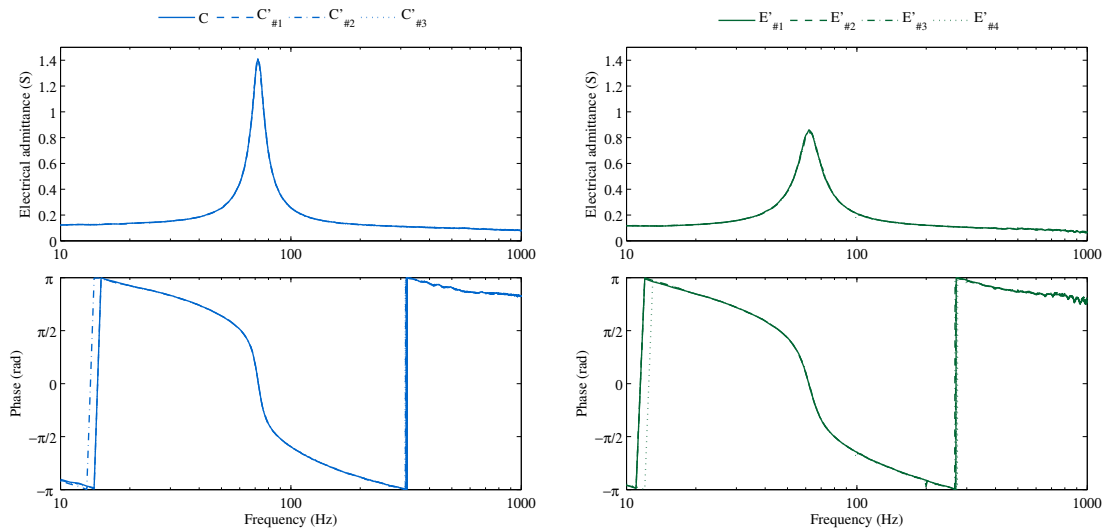 C C'#1 C'#2 C'#3
E'#1 E'#2 E'#3 E'#4
Electrical admittance (S)
1.4
1.2
1
0.8
0.6
0.4
0.2
0
10 100 1000
Electrical admittance (S)
1.4
1.2
1
0.8
0.6
0.4
0.2
0
10 100 1000
Phase (rad)
π
π/2
0
−π/2
−π
10 100 1000
Frequency (Hz)
Phase (rad)
π
π/2
0
−π/2
−π
10 100 1000
Frequency (Hz)